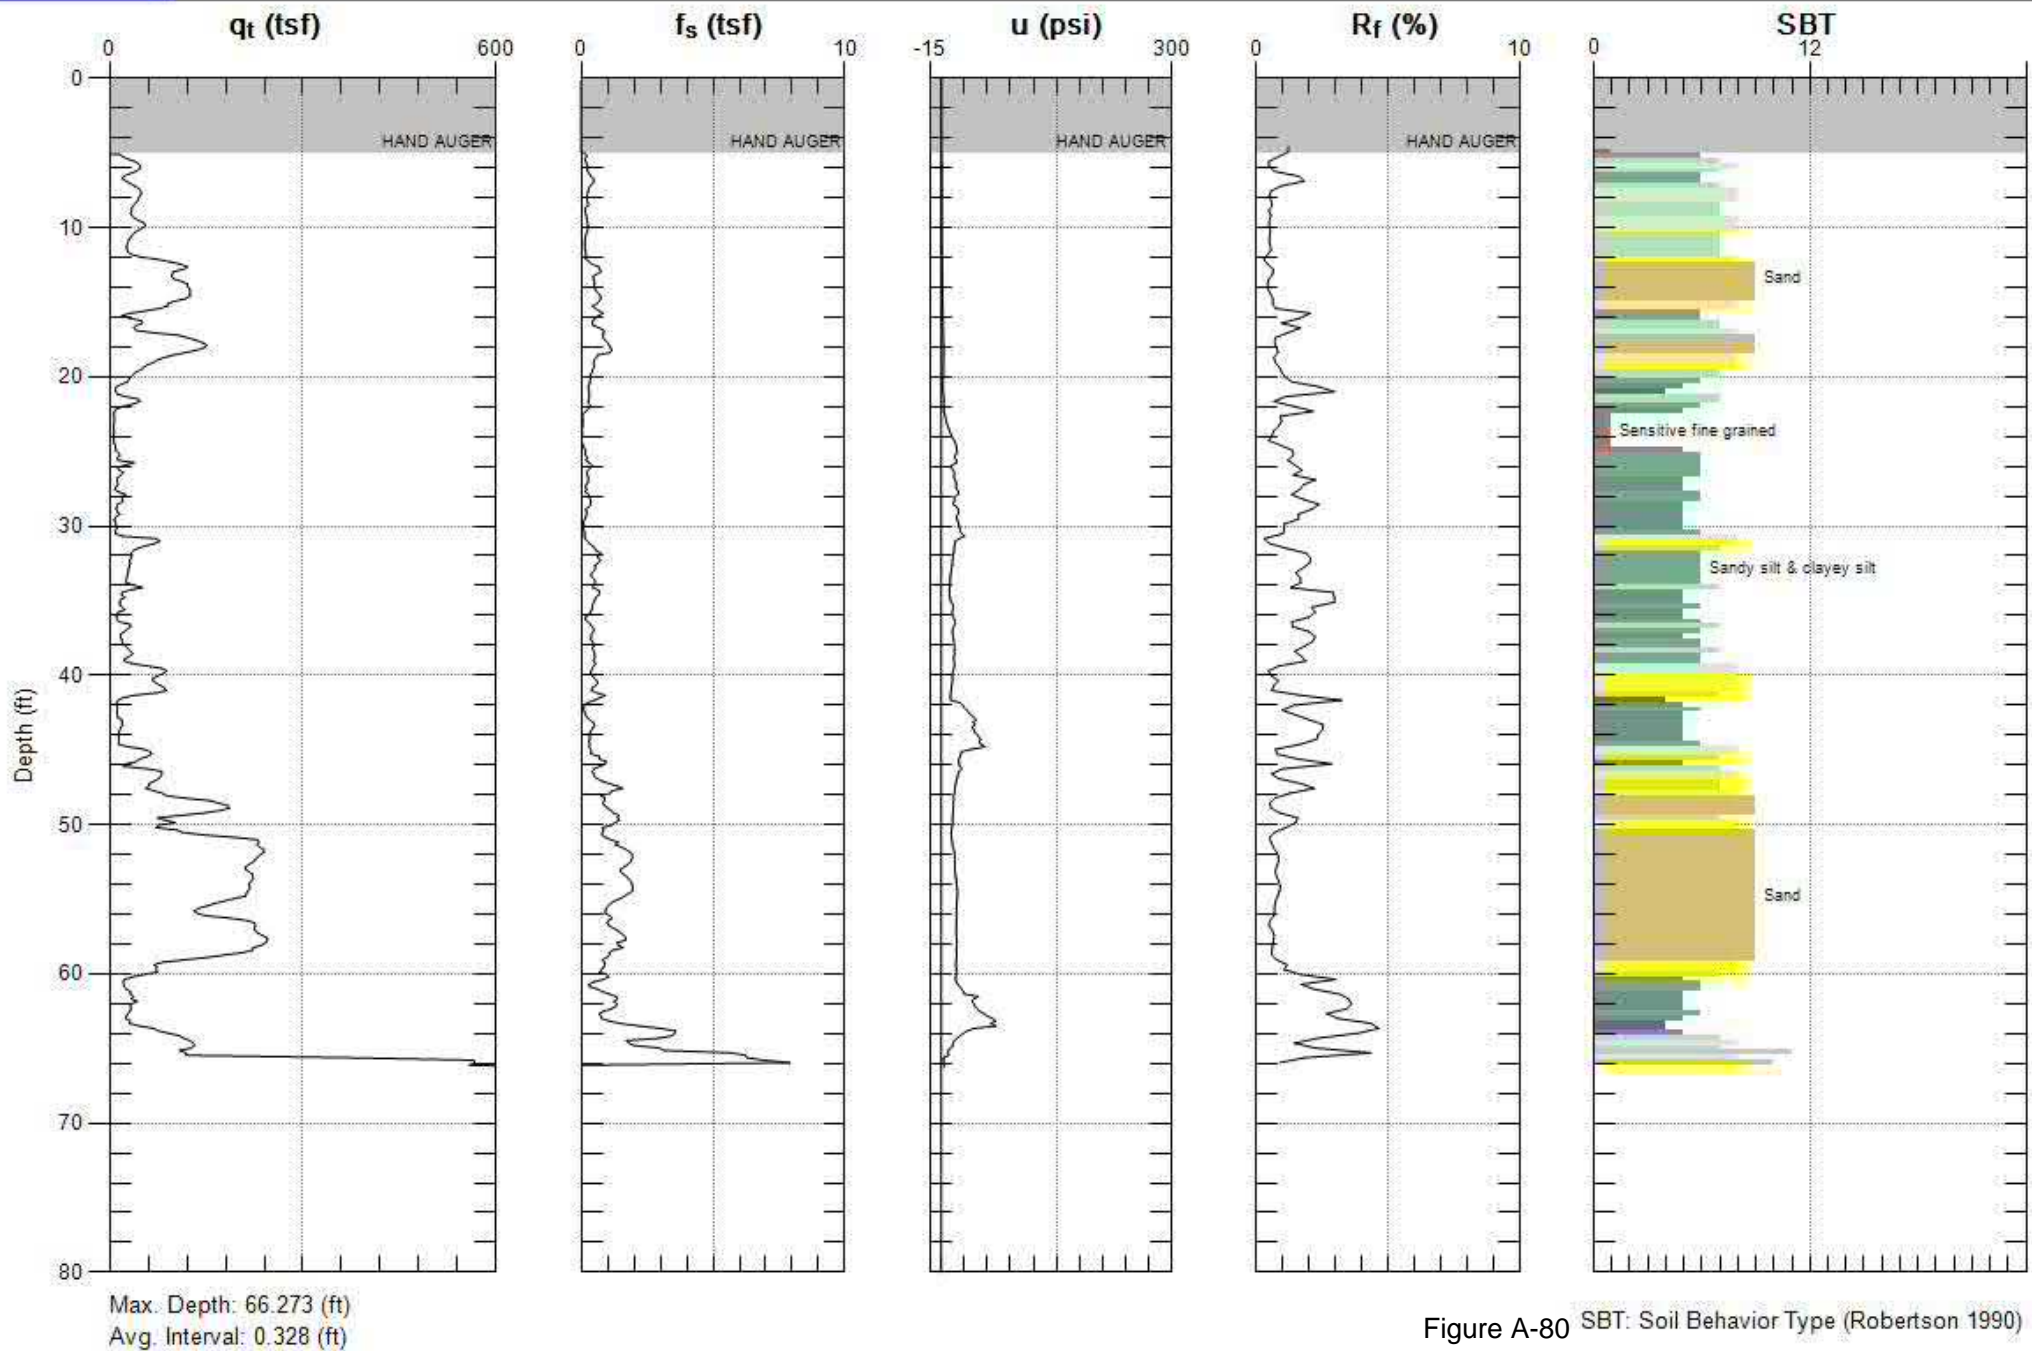 qt (tsf)
fs (tsf)
u (psi)
Rf (%)
SBT
0 600
0 10
-15 300
0 10
0 12
0
HAND AUGER
HAND AUGER
HAND AUGER
HAND AUGER
10
Sand
20
Sensitive fine grained
30
Sandy silt & clayey silt
40
Depth (ft)
50
Sand
60
70
80
Max. Depth: 66.273 (ft)
Avg. Interval: 0.328 (ft)
Figure A-80
SBT: Soil Behavior Type (Robertson 1990)